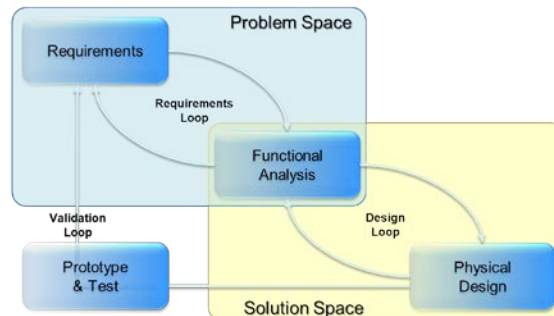 Problem Space
Requirements
Requirements
Loop
Functional
Analysis
Validation
Loop
Design
Loop
Prototype
& Test
Physical
Design
Solution Space